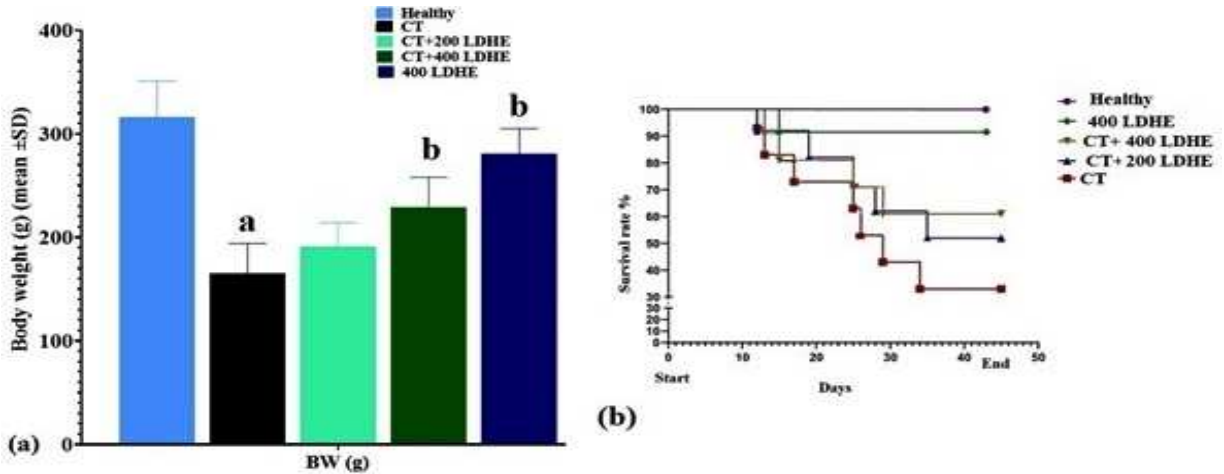 Healthy
CT
CT+200 LDHE
CT+400 LDHE
400 LDHE
400
300
200
100
0
Body weight (g) (mean ±SD)
a
b
b
BW (g)
(a)
Healthy
400 LDHE
CT+ 400 LDHE
CT+ 200 LDHE
CT
100
90
80
70
60
50
40
30
30
20
10
0
Survival rate %
0
10
20
30
40
50
Start
End
Days
(b)